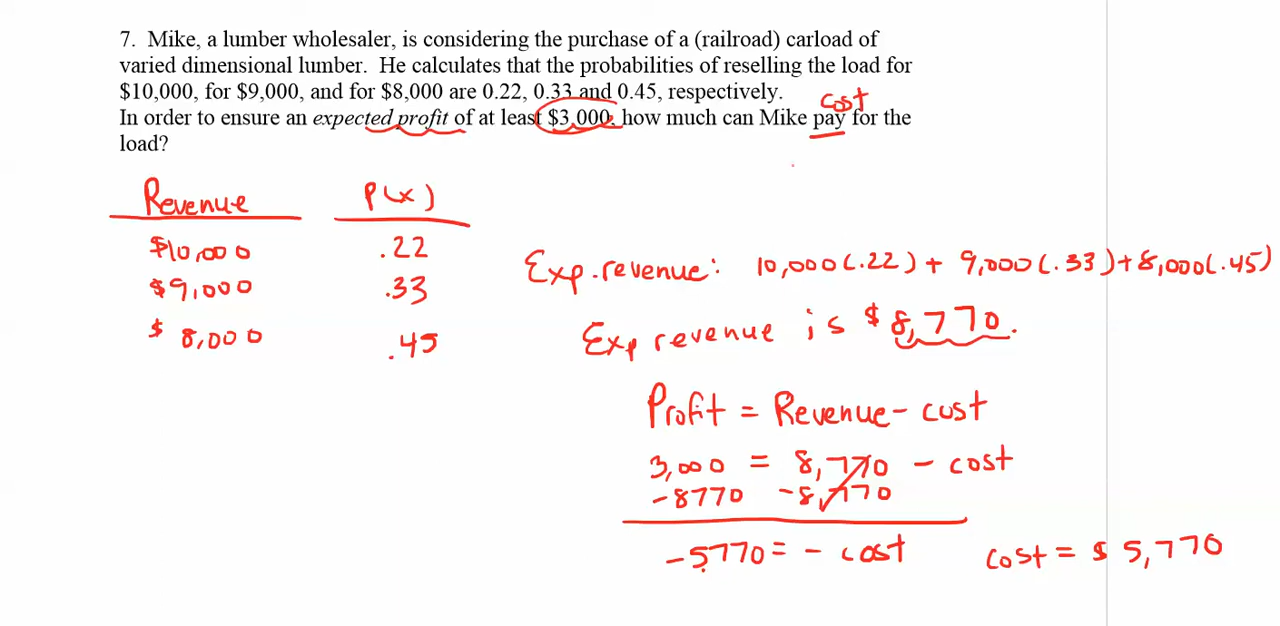 7. Mike, a lumber wholesaler, is considering the purchase of a (railroad) carload of
varied dimensional lumber. He calculates that the probabilities of reselling the load for
$10,000, for $9,000, and for $8,000 are 0.22, 0.33 and 0.45, respectively.
cost
In order to ensure an expected profit of at least $3,000, how much can Mike pay for the
load?
Revenue P(x)
$10,000 .22
$9,000 .33
$ 8,000 .45
Exp. revenue: 10,000(.22) + 9,000(.33) + 8,000(.45)
Exp revenue is $8,770.
Profit = Revenue - cost
3,000 = 8,770 - cost
-8770 -8,770
-5770 = - cost cost = $5,770